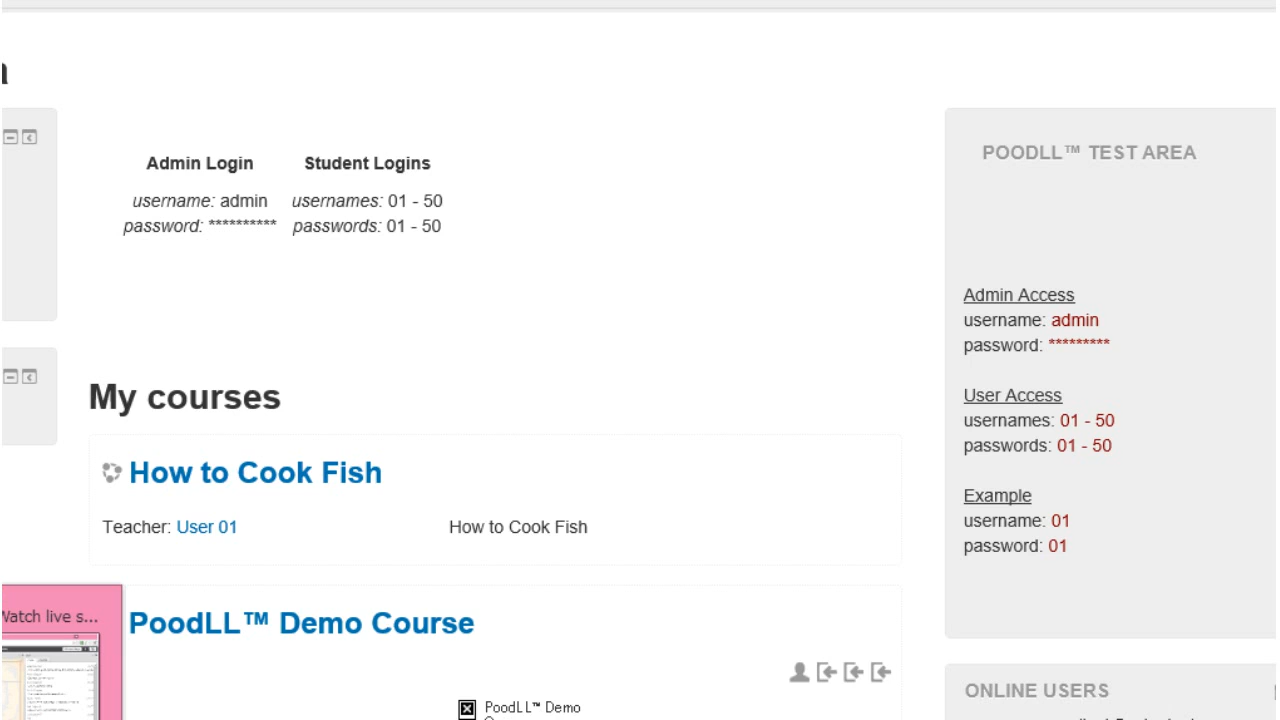 Admin Login
username: admin
password: **********
Student Logins
usernames: 01 - 50
passwords: 01 - 50
My courses
How to Cook Fish
Teacher: User 01
How to Cook Fish
Watch live s...
PoodLL™ Demo Course
PoodLL™ Demo
POODLL™ TEST AREA
Admin Access
username: admin
password: *********
User Access
usernames: 01 - 50
passwords: 01 - 50
Example
username: 01
password: 01
ONLINE USERS